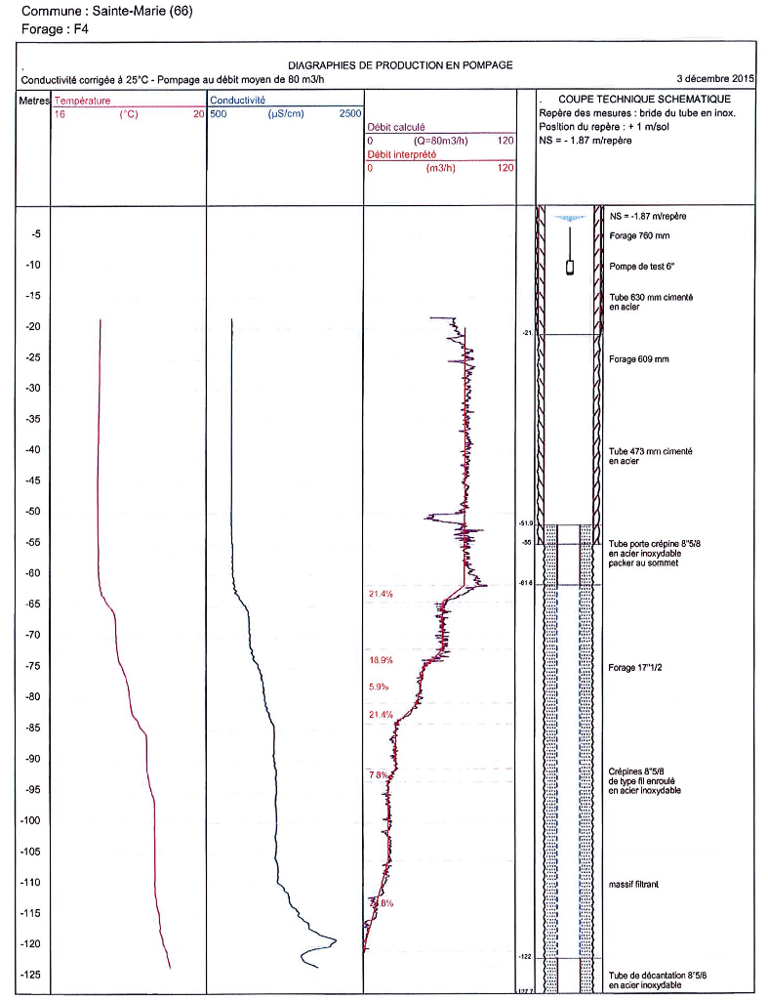 Commune : Sainte-Marie (66)
Forage : F4
DIAGRAPHIES DE PRODUCTION EN POMPAGE
Conductivité corrigée à 25°C - Pompage au débit moyen de 80 m3/h
3 décembre 2015
Metres
Température
16 (°C) 20
Conductivité
500 (µS/cm) 2500
Débit calculé
0 (Q=80m3/h) 120
Débit interprété
0 (m3/h) 120
COUPE TECHNIQUE SCHEMATIQUE
Repère des mesures : bride du tube en inox.
Position du repère : + 1 m/sol
NS = - 1.87 m/repère
-5
-10
-15
-20
-25
-30
-35
-40
-45
-50
-55
-60
-65
-70
-75
-80
-85
-90
-95
-100
-105
-110
-115
-120
-125
21.4%
18.9%
5.9%
21.4%
7.8%
-21
-51.9
-55
-61.6
-122
NS = -1.87 m/repère
Forage 760 mm
Pompe de test 6"
Tube 630 mm cimenté
en acier
Forage 609 mm
Tube 473 mm cimenté
en acier
Tube porte crépine 8"5/8
en acier inoxydable
packer au sommet
Forage 17"1/2
Crépines 8"5/8
de type fil enroulé
en acier inoxydable
massif filtrant
Tube de décantation 8"5/8
en acier inoxydable